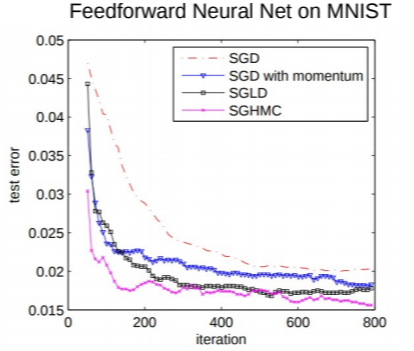 Feedforward Neural Net on MNIST
0.05
0.045
0.04
0.035
0.03
0.025
0.02
0.015
test error
SGD
SGD with momentum
SGLD
SGHMC
0
200
400
600
800
iteration